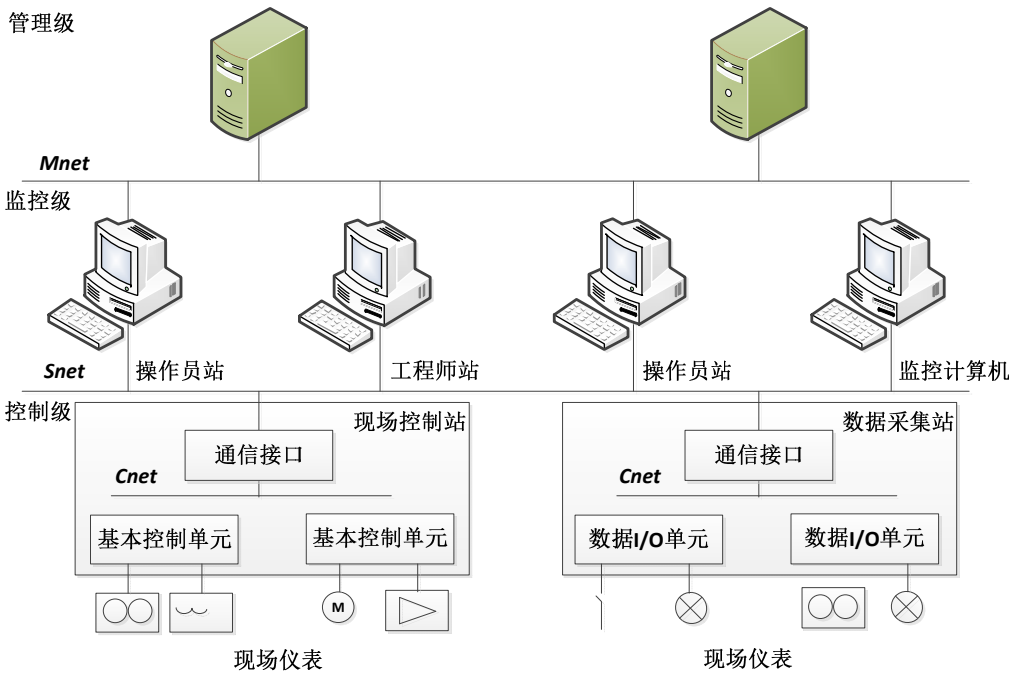 管理级
Mnet
监控级
Snet
操作员站
工程师站
操作员站
监控计算机
控制级
现场控制站
数据采集站
通信接口
通信接口
Cnet
Cnet
基本控制单元
基本控制单元
数据I/O单元
数据I/O单元
M
现场仪表
现场仪表